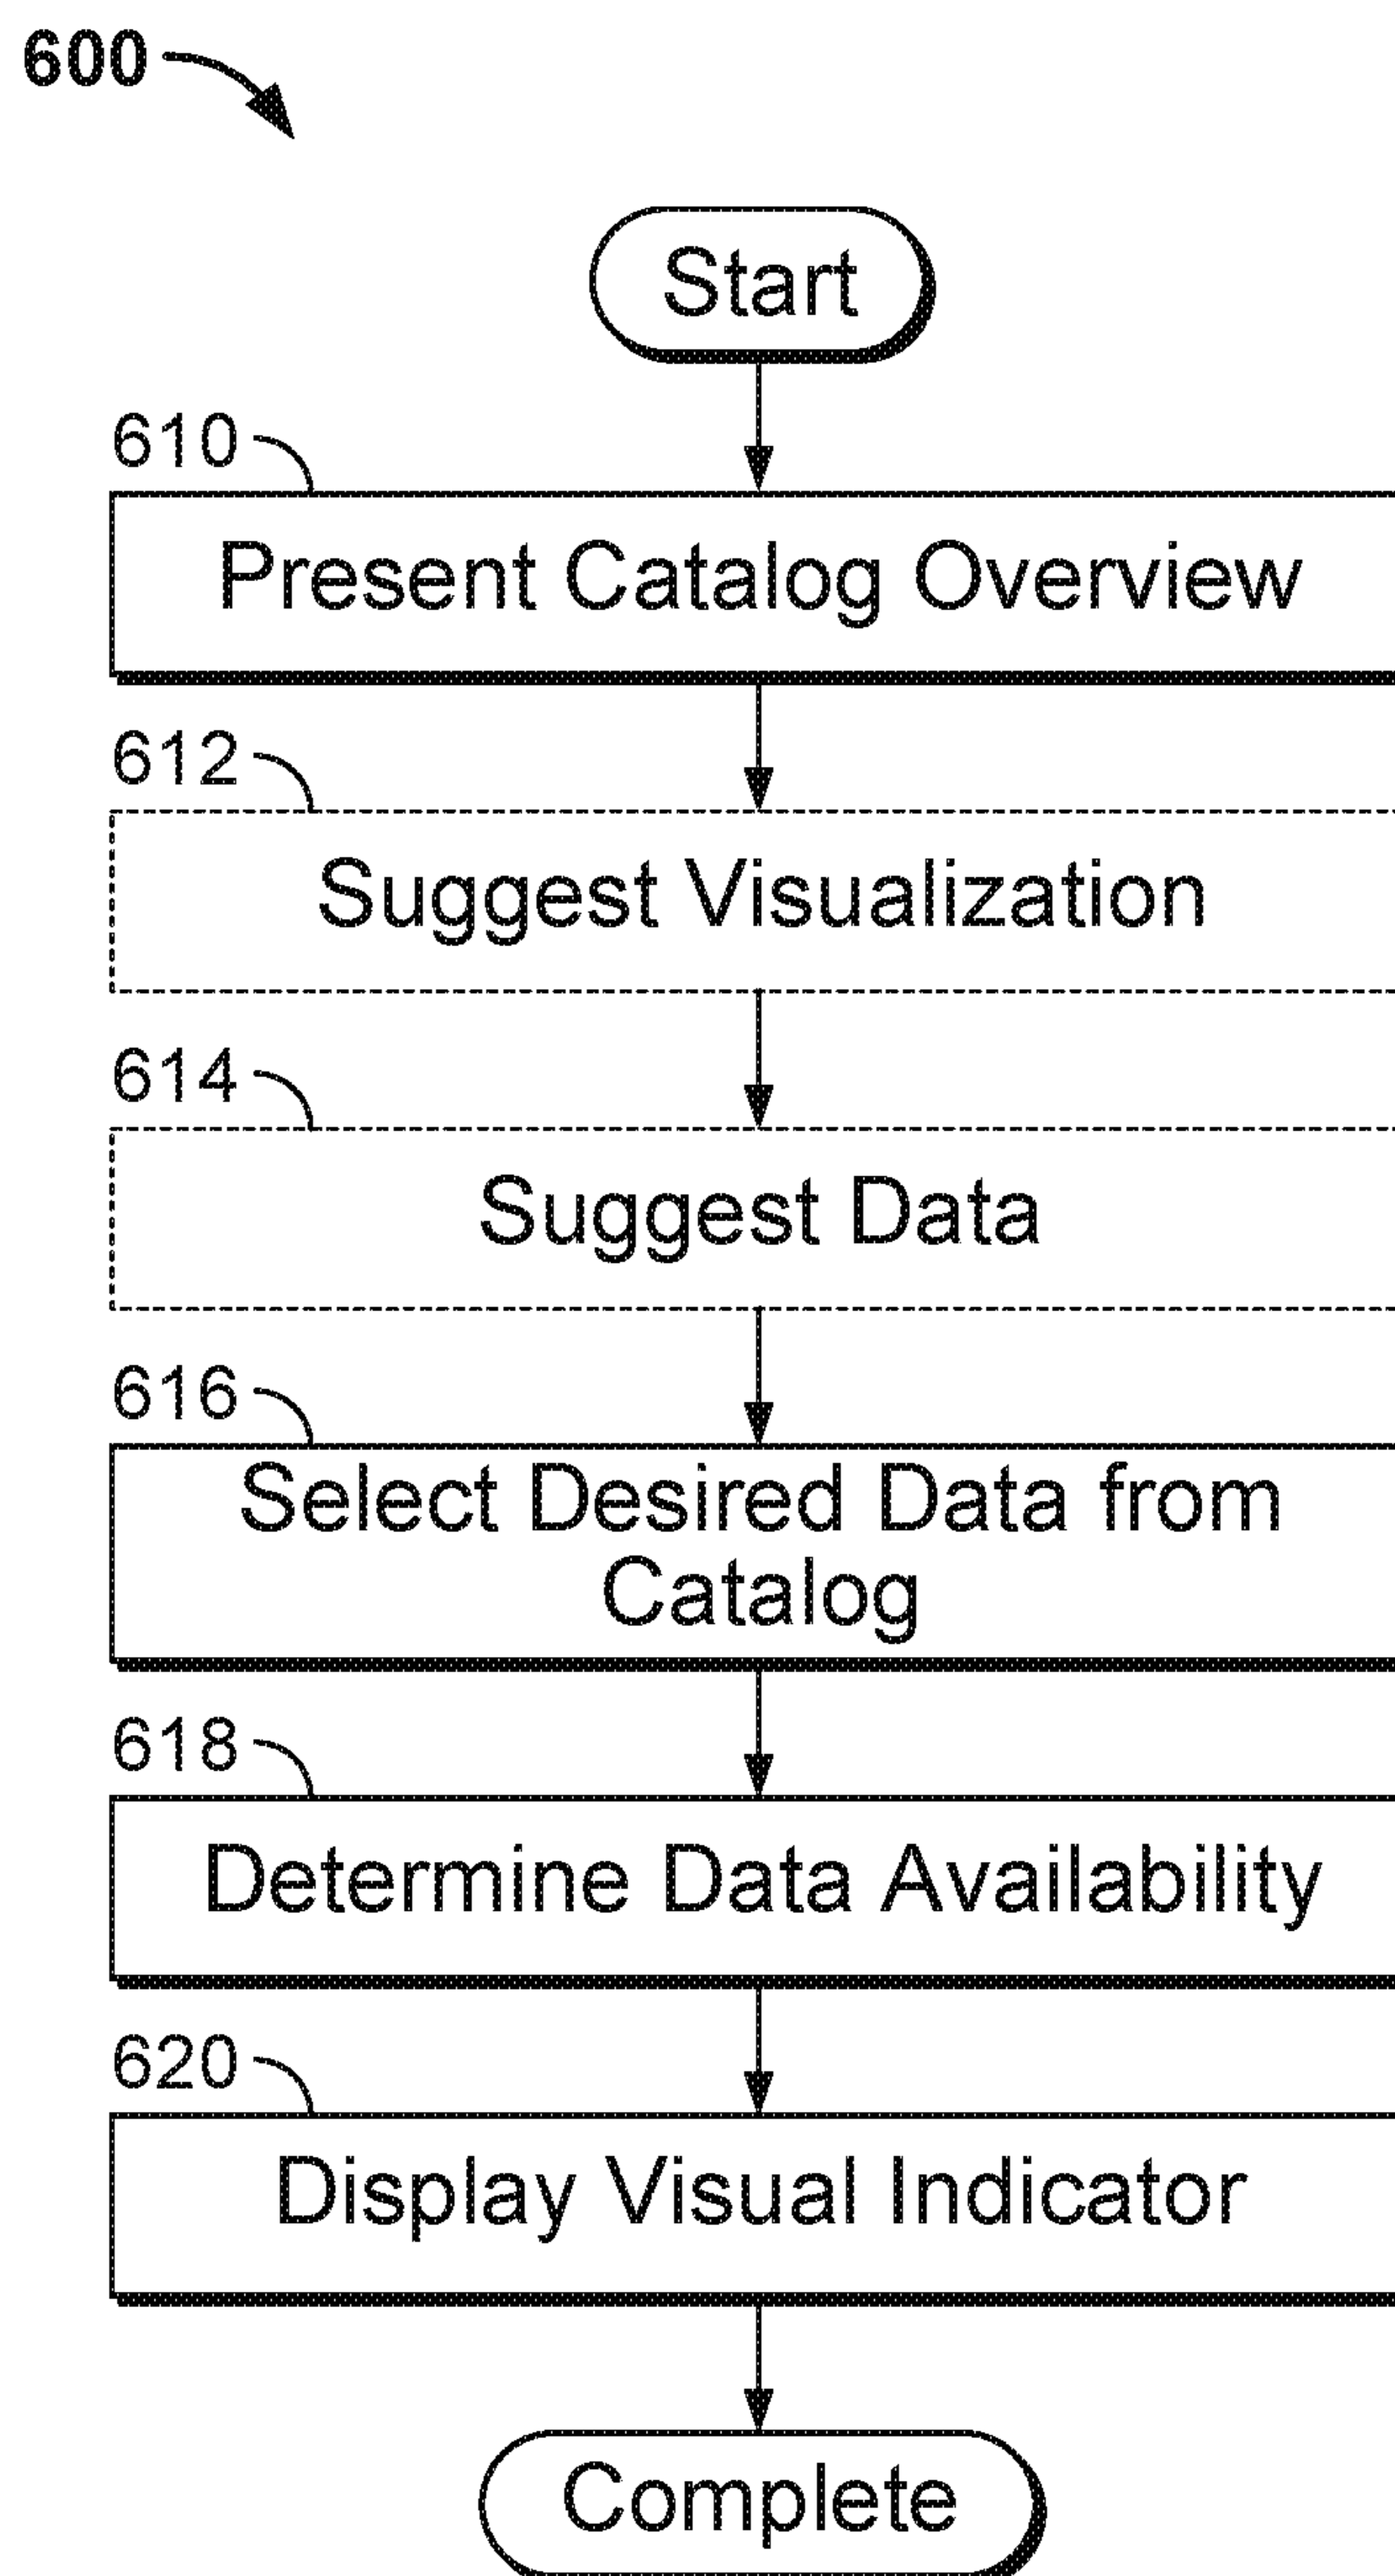 600
Start
610
Present Catalog Overview
612
Suggest Visualization
614
Suggest Data
616
Select Desired Data from
Catalog
618
Determine Data Availability
620
Display Visual Indicator
Complete